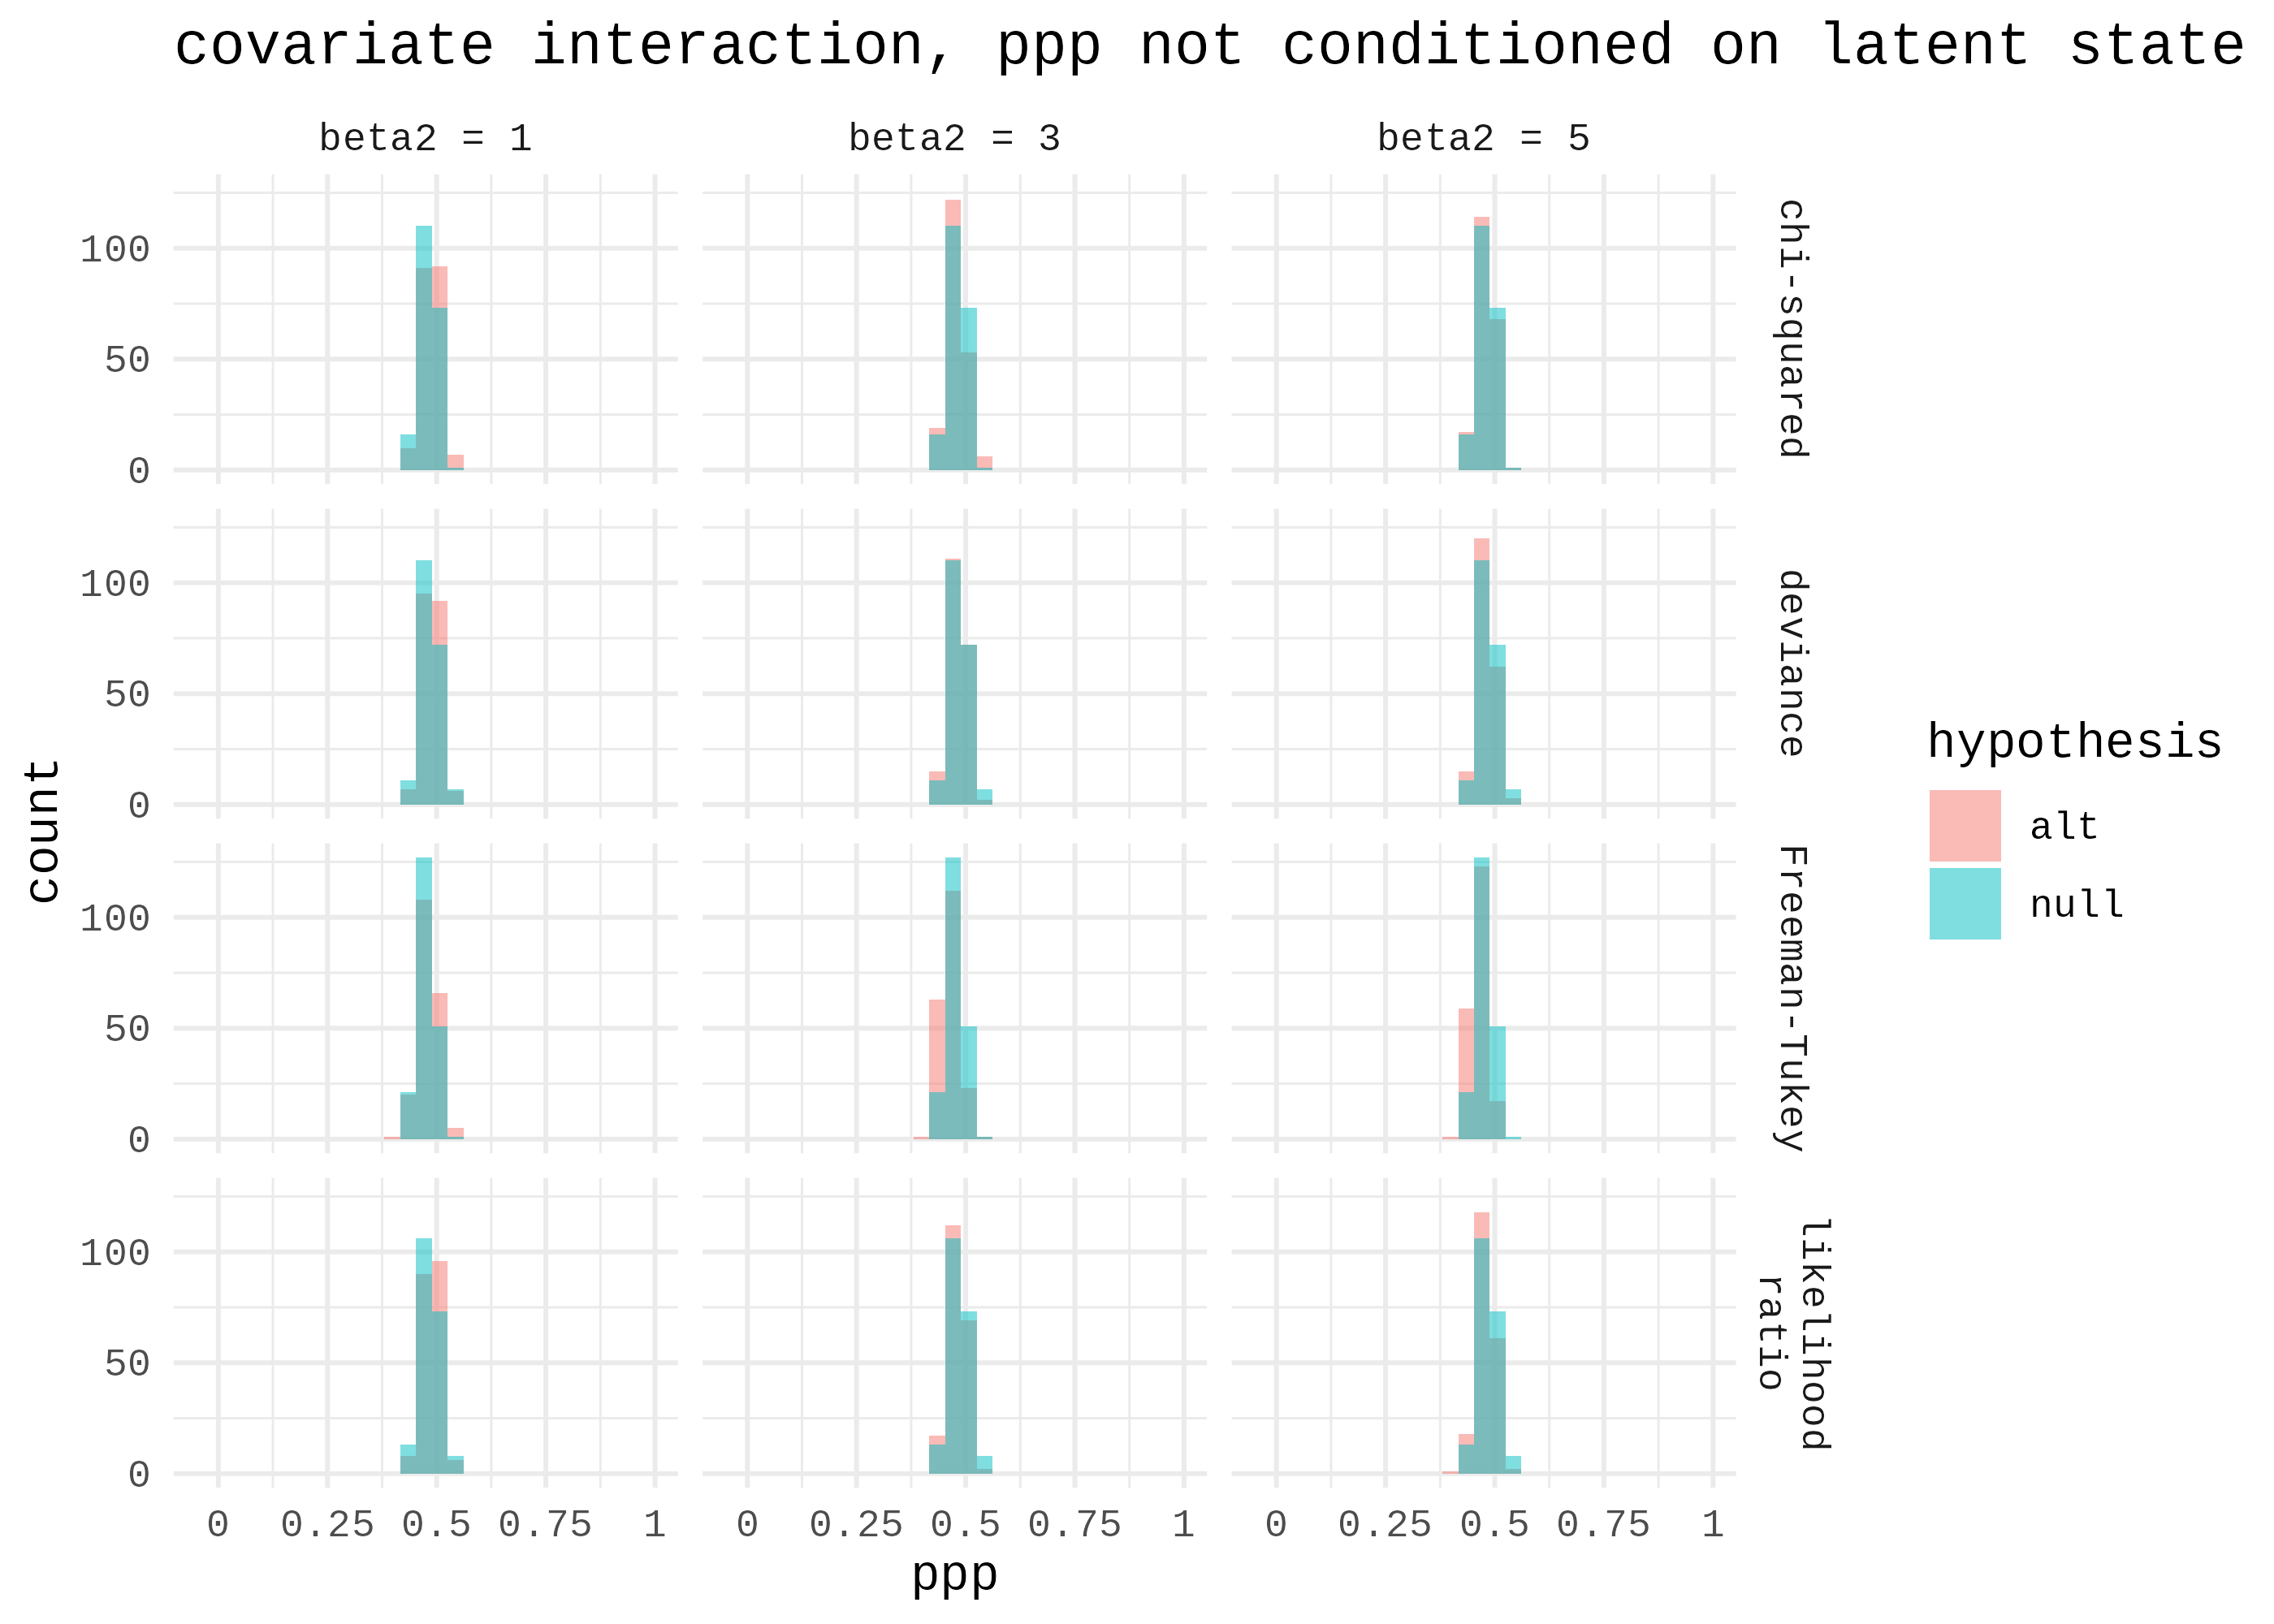 covariate interaction, ppp not conditioned on latent state
beta2 = 1
beta2 = 3
beta2 = 5
100
50
0
chi-squared
100
50
0
deviance
100
50
0
Freeman-Tukey
100
50
0
likelihood
ratio
count
0 0.25 0.5 0.75 1
0 0.25 0.5 0.75 1
0 0.25 0.5 0.75 1
ppp
hypothesis
alt
null